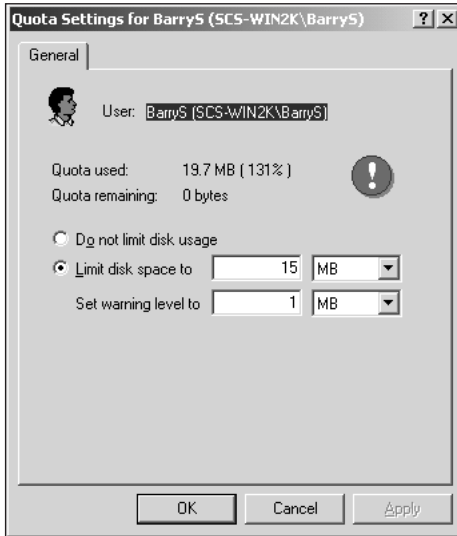 Quota Settings for BarryS (SCS-WIN2K\BarryS)
General
User: BarryS (SCS-WIN2K\BarryS)
Quota used: 19.7 MB ( 131% )
Quota remaining: 0 bytes
Do not limit disk usage
Limit disk space to 15 MB
Set warning level to 1 MB
OK Cancel Apply